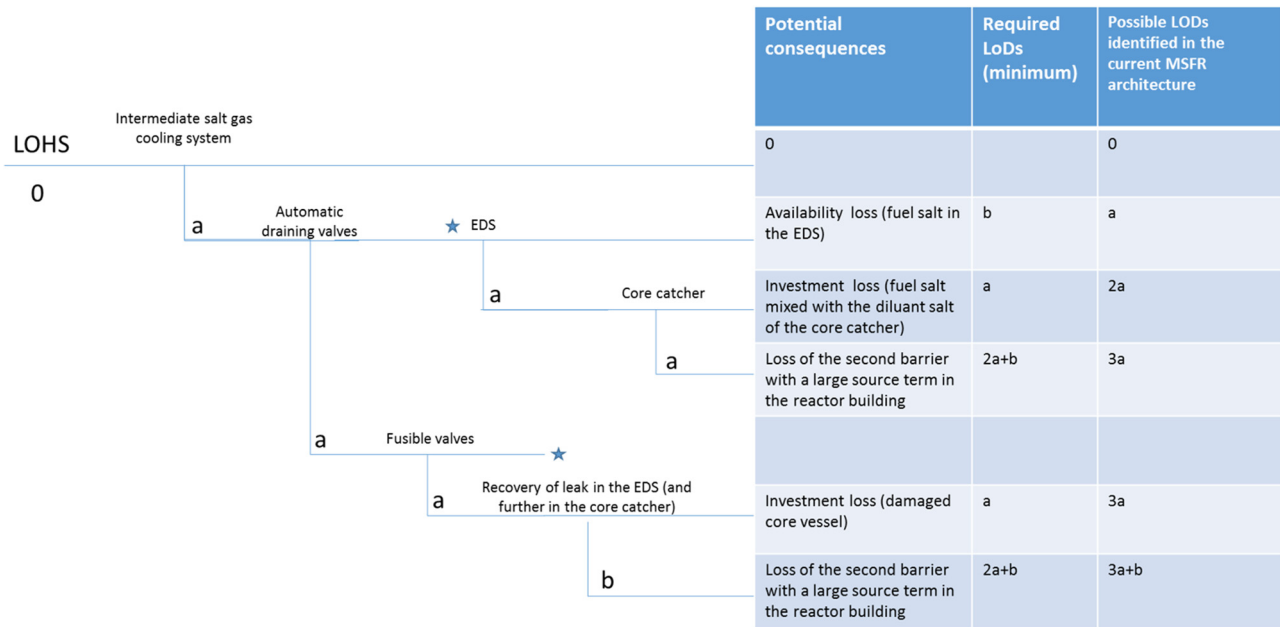 Potential
consequences
Required
LoDs
(minimum)
Possible LODs
identified in the
current MSFR
architecture
Intermediate salt gas
cooling system
LOHS
0
0
0
a
Automatic
draining valves
EDS
Availability loss (fuel salt in
the EDS)
b
a
a
Core catcher
Investment loss (fuel salt
mixed with the diluant salt
of the core catcher)
a
2a
a
Loss of the second barrier
with a large source term in
the reactor building
2a+b
3a
a
Fusible valves
a
Recovery of leak in the EDS (and
further in the core catcher)
Investment loss (damaged
core vessel)
a
3a
b
Loss of the second barrier
with a large source term in
the reactor building
2a+b
3a+b